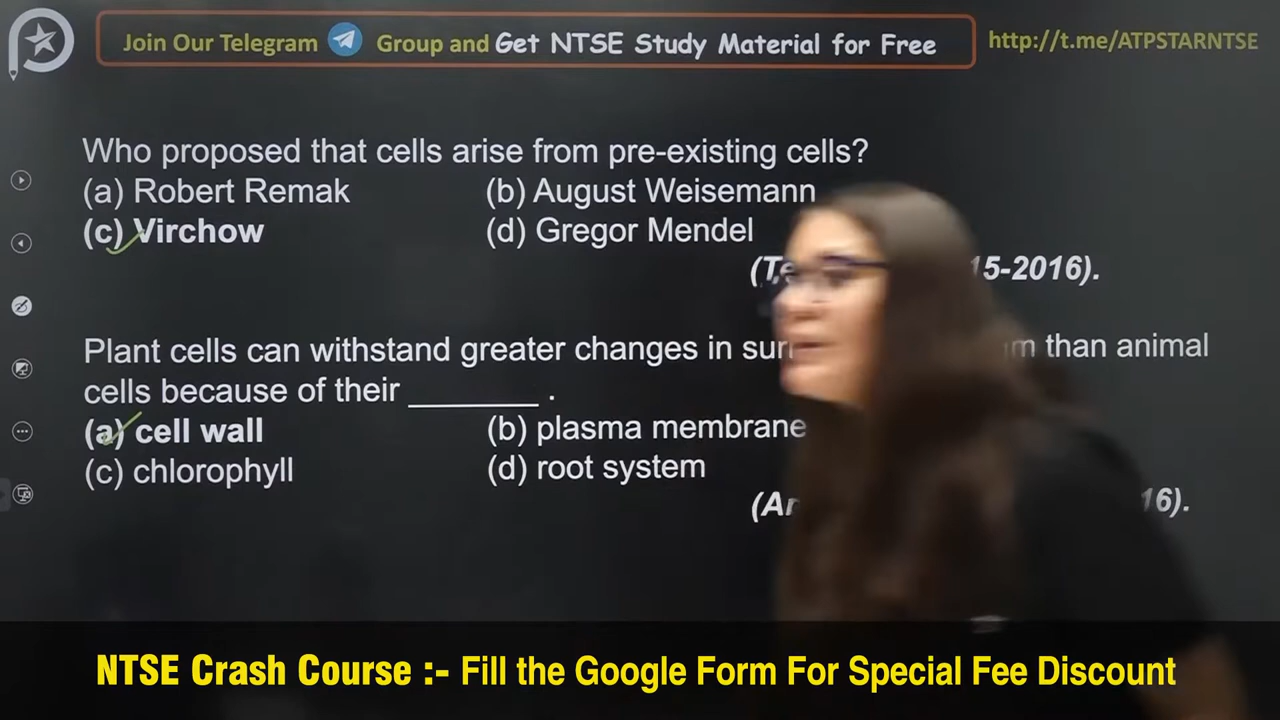 Join Our Telegram Group and Get NTSE Study Material for Free http://t.me/ATPSTARNTSE
Who proposed that cells arise from pre-existing cells?
(a) Robert Remak (b) August Weisemann
(c) Virchow (d) Gregor Mendel
15-2016).
Plant cells can withstand greater changes in than animal
cells because of their ________ .
(a) cell wall (b) plasma membrane
(c) chlorophyll (d) root system
16).
NTSE Crash Course :- Fill the Google Form For Special Fee Discount